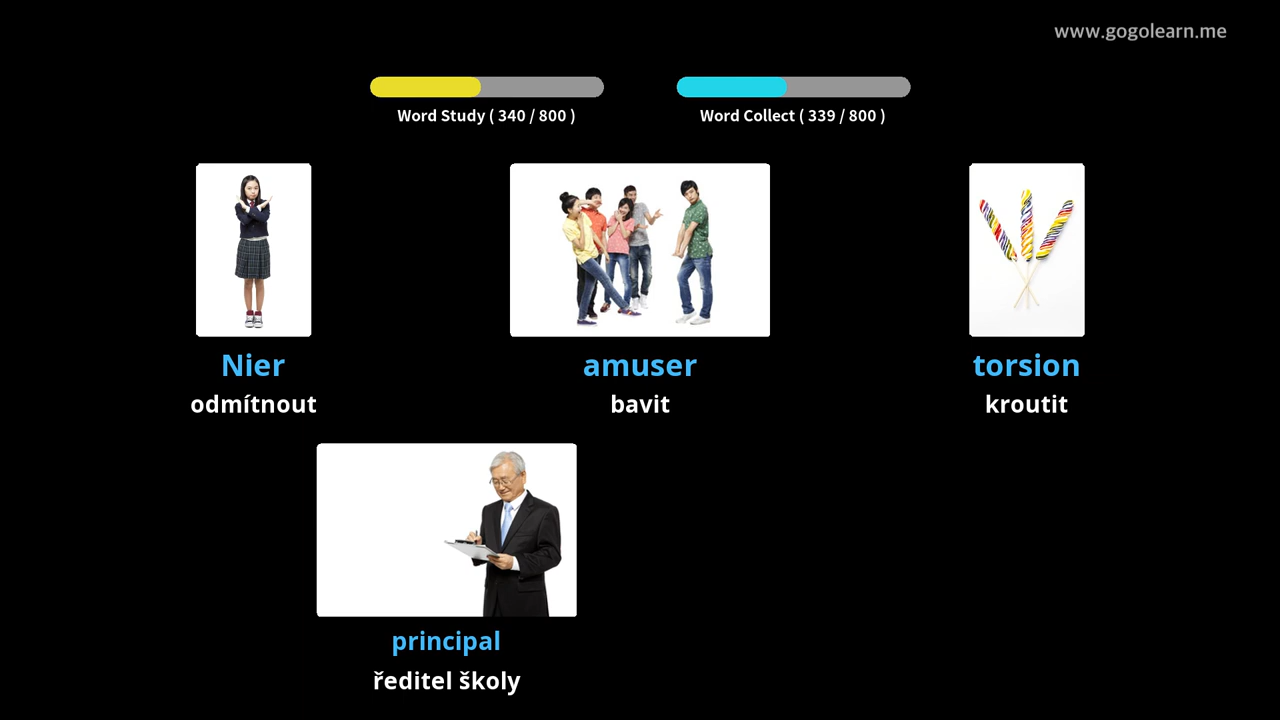 www.gogolearn.me
Word Study ( 340 / 800 )
Word Collect ( 339 / 800 )
Nier
odmítnout
amuser
bavit
torsion
kroutit
principal
ředitel školy